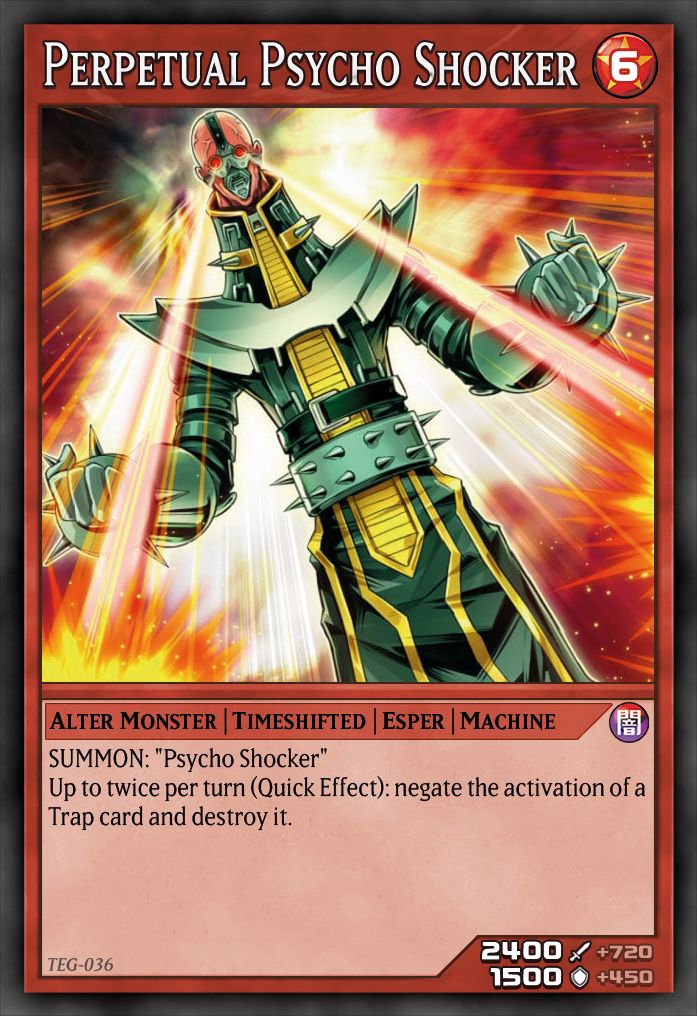 Perpetual Psycho Shocker
6
Alter Monster | Timeshifted | Esper | Machine
闇
SUMMON: "Psycho Shocker"
Up to twice per turn (Quick Effect): negate the activation of a
Trap card and destroy it.
2400 +720
TEG-036
1500 +450